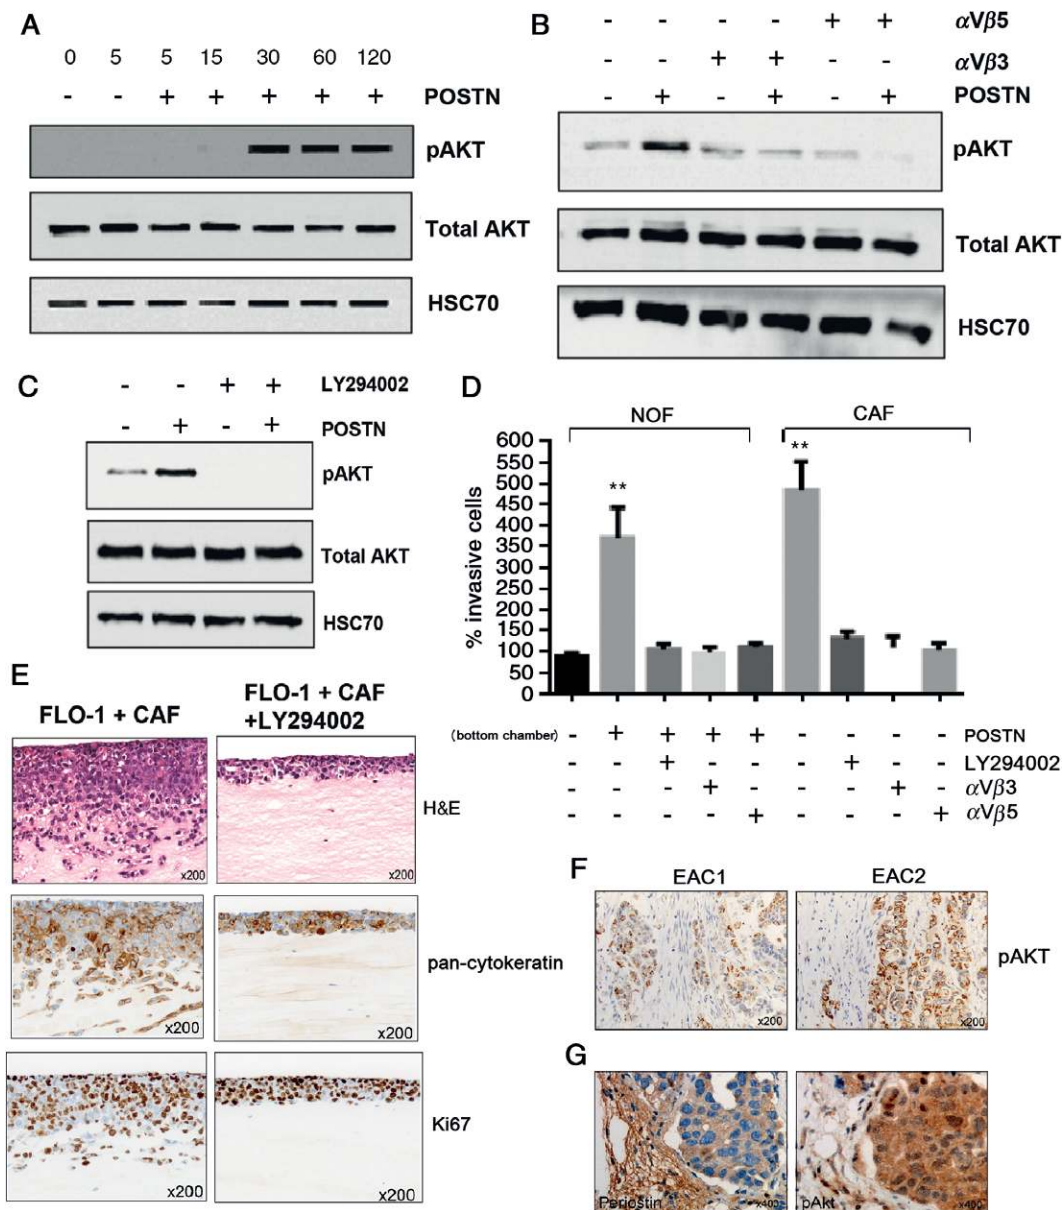 A
0 5 5 15 30 60 120
- - + + + + + POSTN
pAKT
Total AKT
HSC70
B
- - - - + + αVβ5
- - + + - - αVβ3
- + - + - + POSTN
pAKT
Total AKT
HSC70
C
- - + + LY294002
- + - + POSTN
pAKT
Total AKT
HSC70
D
NOF CAF
600
550
500
450
400
350
300
250
200
150
100
50
0
% invasive cells
** **
(bottom chamber) - + + + + - - - - POSTN
- - + - - - + - - LY294002
- - - + - - - + - αVβ3
- - - - + - - - + αVβ5
E
FLO-1 + CAF
FLO-1 + CAF
+LY294002
x200 x200 H&E
x200 x200 pan-cytokeratin
x200 x200 Ki67
F
EAC1 EAC2
x200 x200 pAKT
G
Periostin x400 pAkt x400